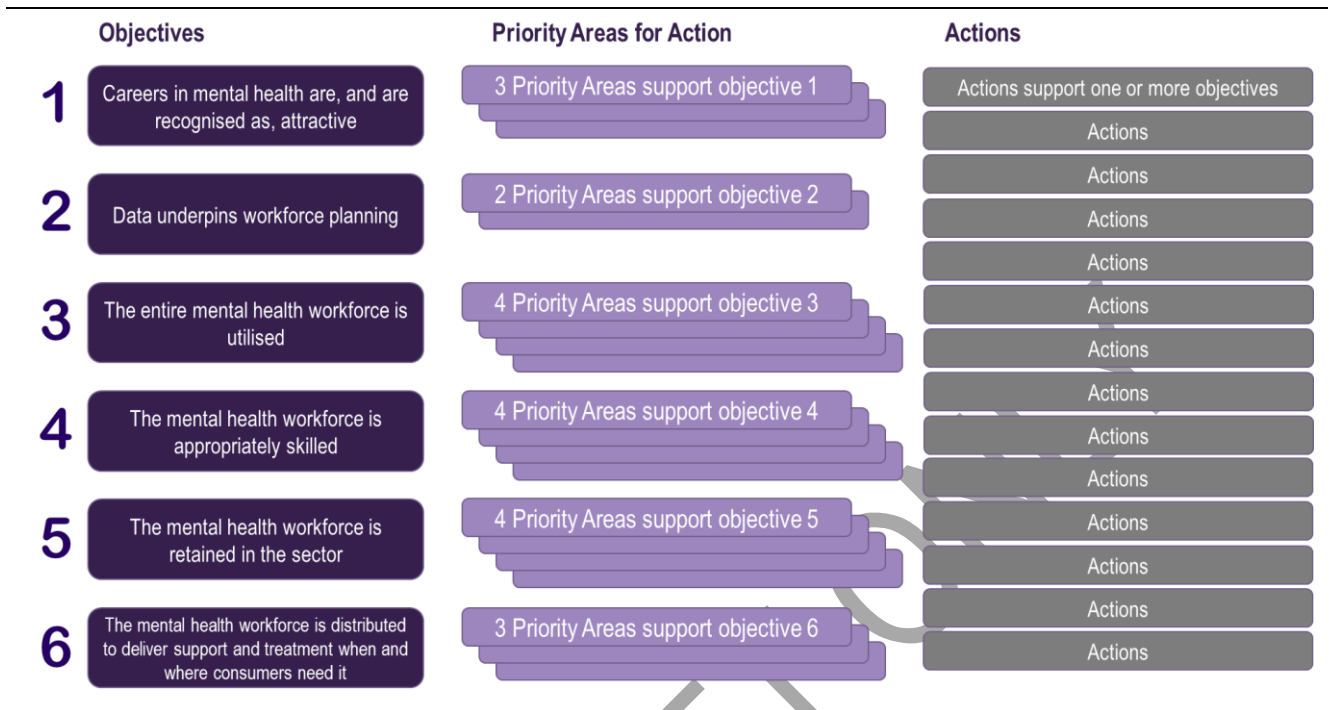 Objectives
Priority Areas for Action
Actions
1
Careers in mental health are, and are
recognised as, attractive
3 Priority Areas support objective 1
2
Data underpins workforce planning
2 Priority Areas support objective 2
3
The entire mental health workforce is
utilised
4 Priority Areas support objective 3
4
The mental health workforce is
appropriately skilled
4 Priority Areas support objective 4
5
The mental health workforce is
retained in the sector
4 Priority Areas support objective 5
6
The mental health workforce is distributed
to deliver support and treatment when and
where consumers need it
3 Priority Areas support objective 6
Actions support one or more objectives
Actions
Actions
Actions
Actions
Actions
Actions
Actions
Actions
Actions
Actions
Actions
Actions
Actions